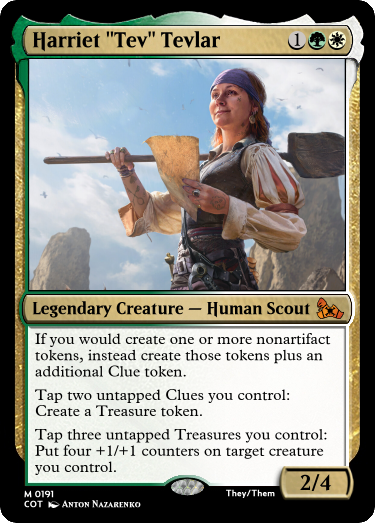 Harriet "Tev" Tevlar 1
Legendary Creature — Human Scout
If you would create one or more nonartifact
tokens, instead create those tokens plus an
additional Clue token.
Tap two untapped Clues you control:
Create a Treasure token.
Tap three untapped Treasures you control:
Put four +1/+1 counters on target creature
you control.
2/4
M 0191
COT Anton Nazarenko
They/Them